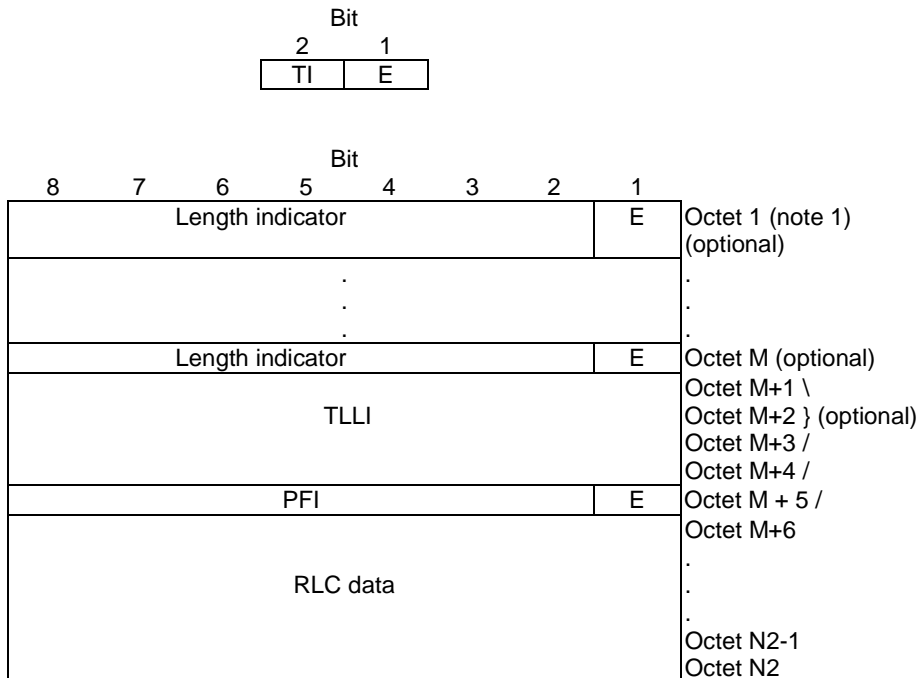 Bit
2 1
TI E
Bit
8 7 6 5 4 3 2 1
Length indicator E Octet 1 (note 1)
(optional)
. .
. .
. .
Length indicator E Octet M (optional)
Octet M+1 \
TLLI Octet M+2 } (optional)
Octet M+3 /
Octet M+4 /
PFI E Octet M + 5 /
Octet M+6
.
RLC data .
.
Octet N2-1
Octet N2